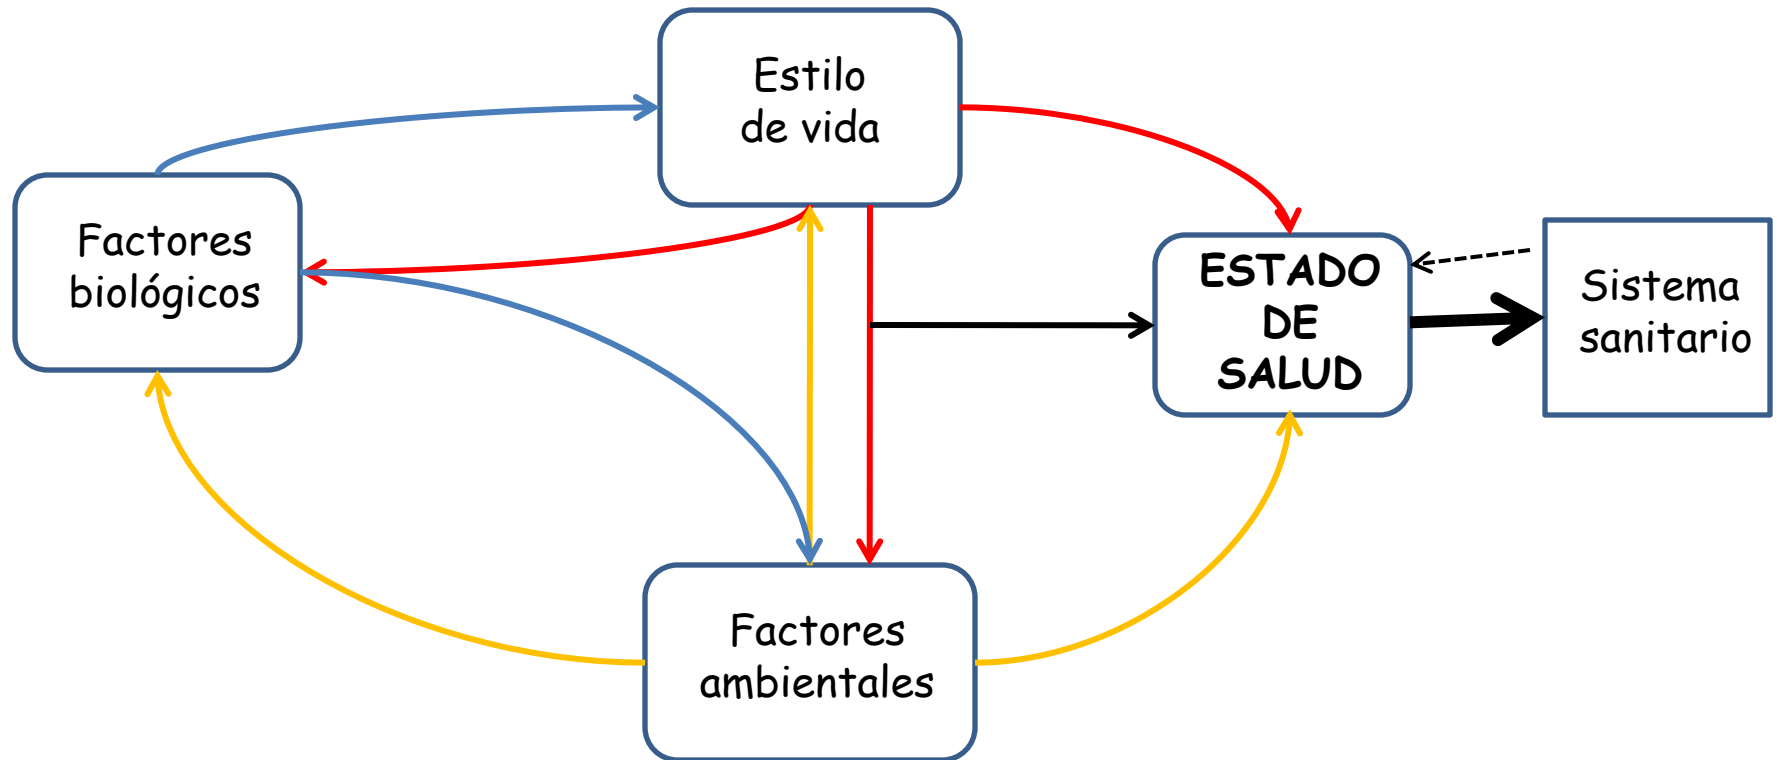 Estilo
de vida
Factores
biológicos
ESTADO
DE
SALUD
Sistema
sanitario
Factores
ambientales